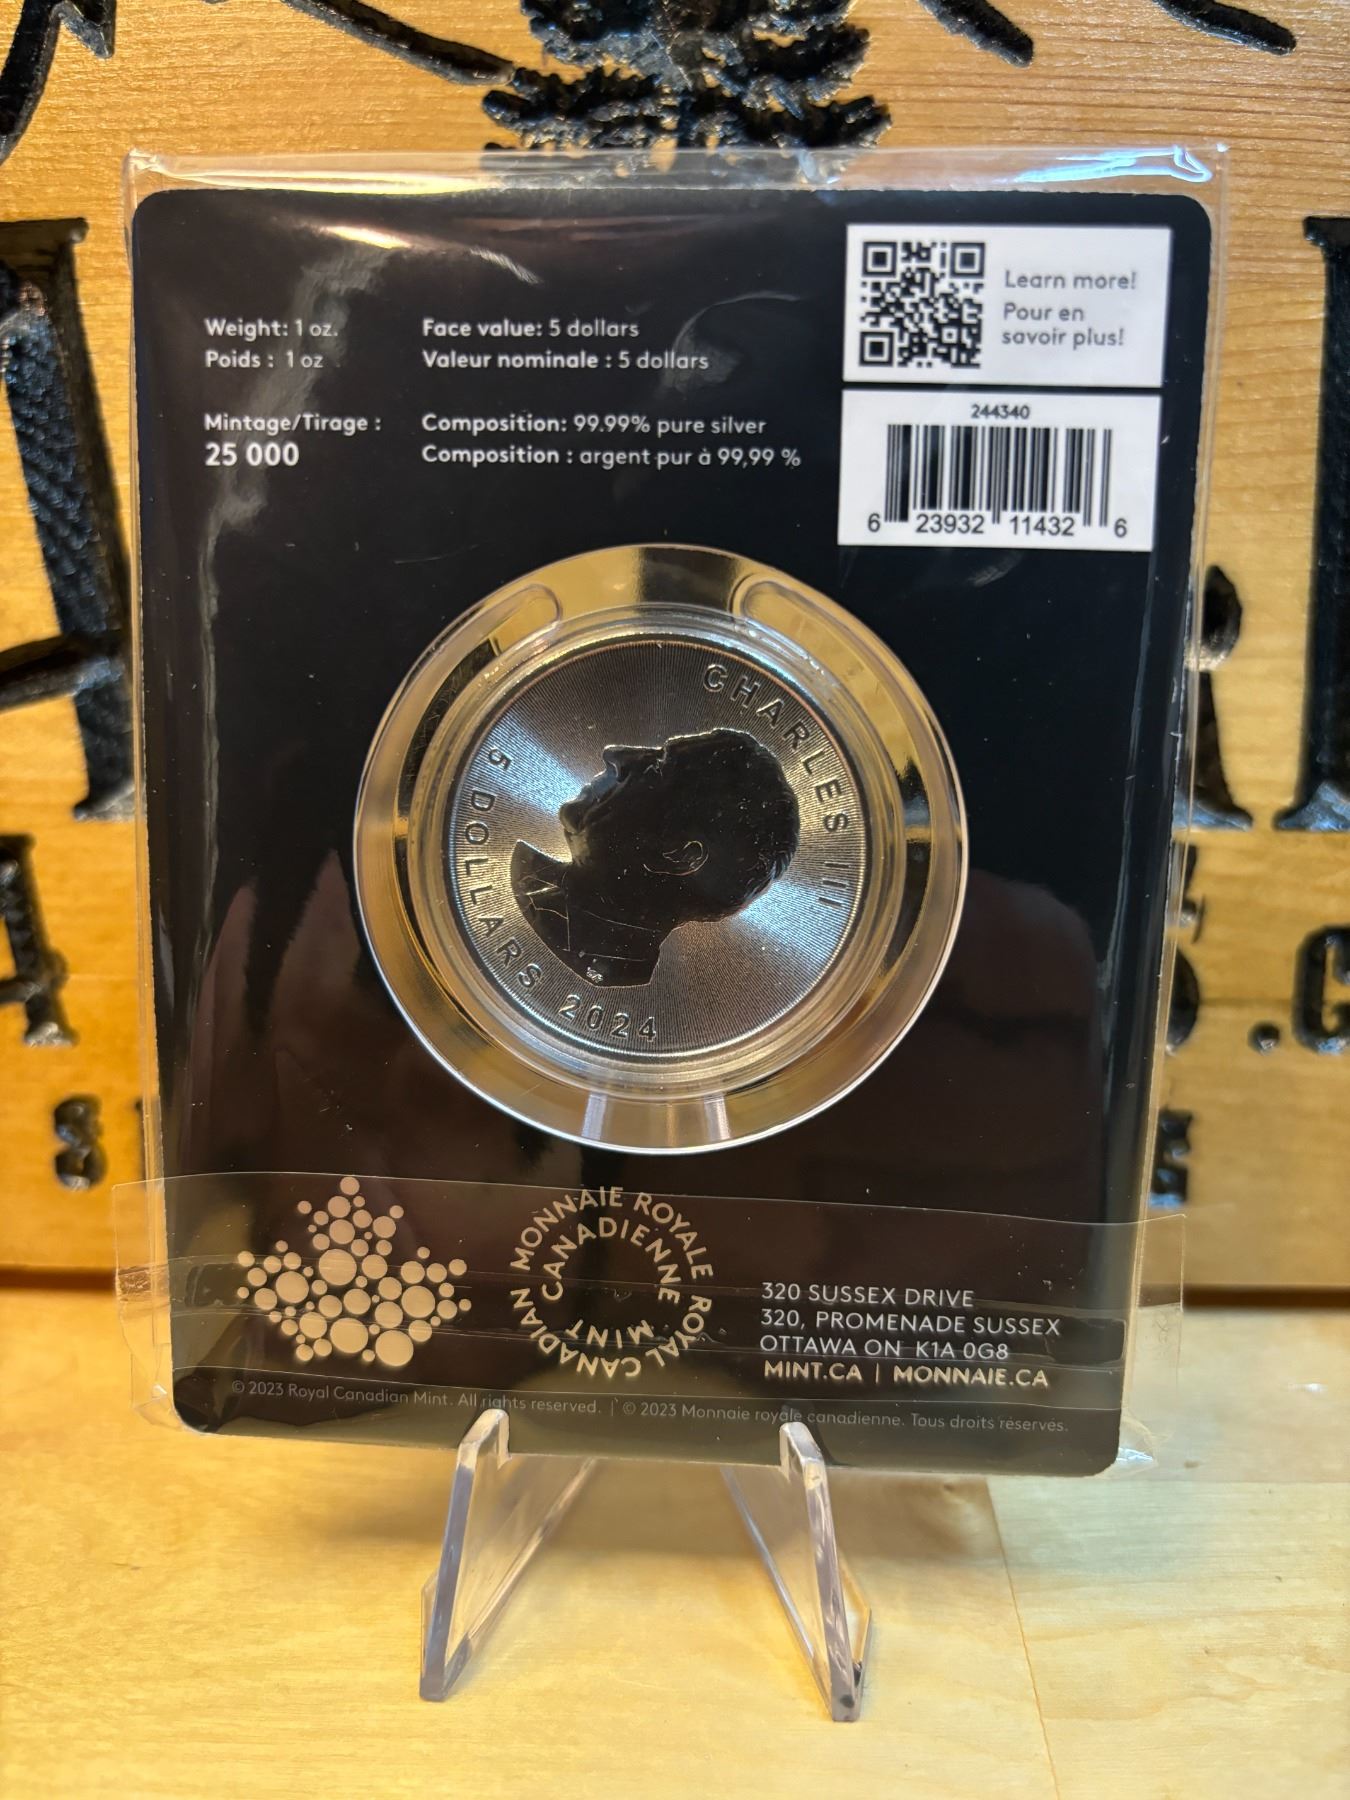 Weight: 1 oz.
Poids : 1 oz
Face value: 5 dollars
Valeur nominale : 5 dollars
Mintage/Tirage :
25 000
Composition: 99.99% pure silver
Composition : argent pur à 99,99 %
Learn more!
Pour en
savoir plus!
244340
6 23932 11432 6
CHARLES III
5 DOLLARS 2024
MONNAIE ROYALE
CANADIENNE
ROYAL CANADIAN
MINT
320 SUSSEX DRIVE
320, PROMENADE SUSSEX
OTTAWA ON K1A 0G8
MINT.CA | MONNAIE.CA
© 2023 Royal Canadian Mint. All rights reserved. | © 2023 Monnaie royale canadienne. Tous droits réservés.